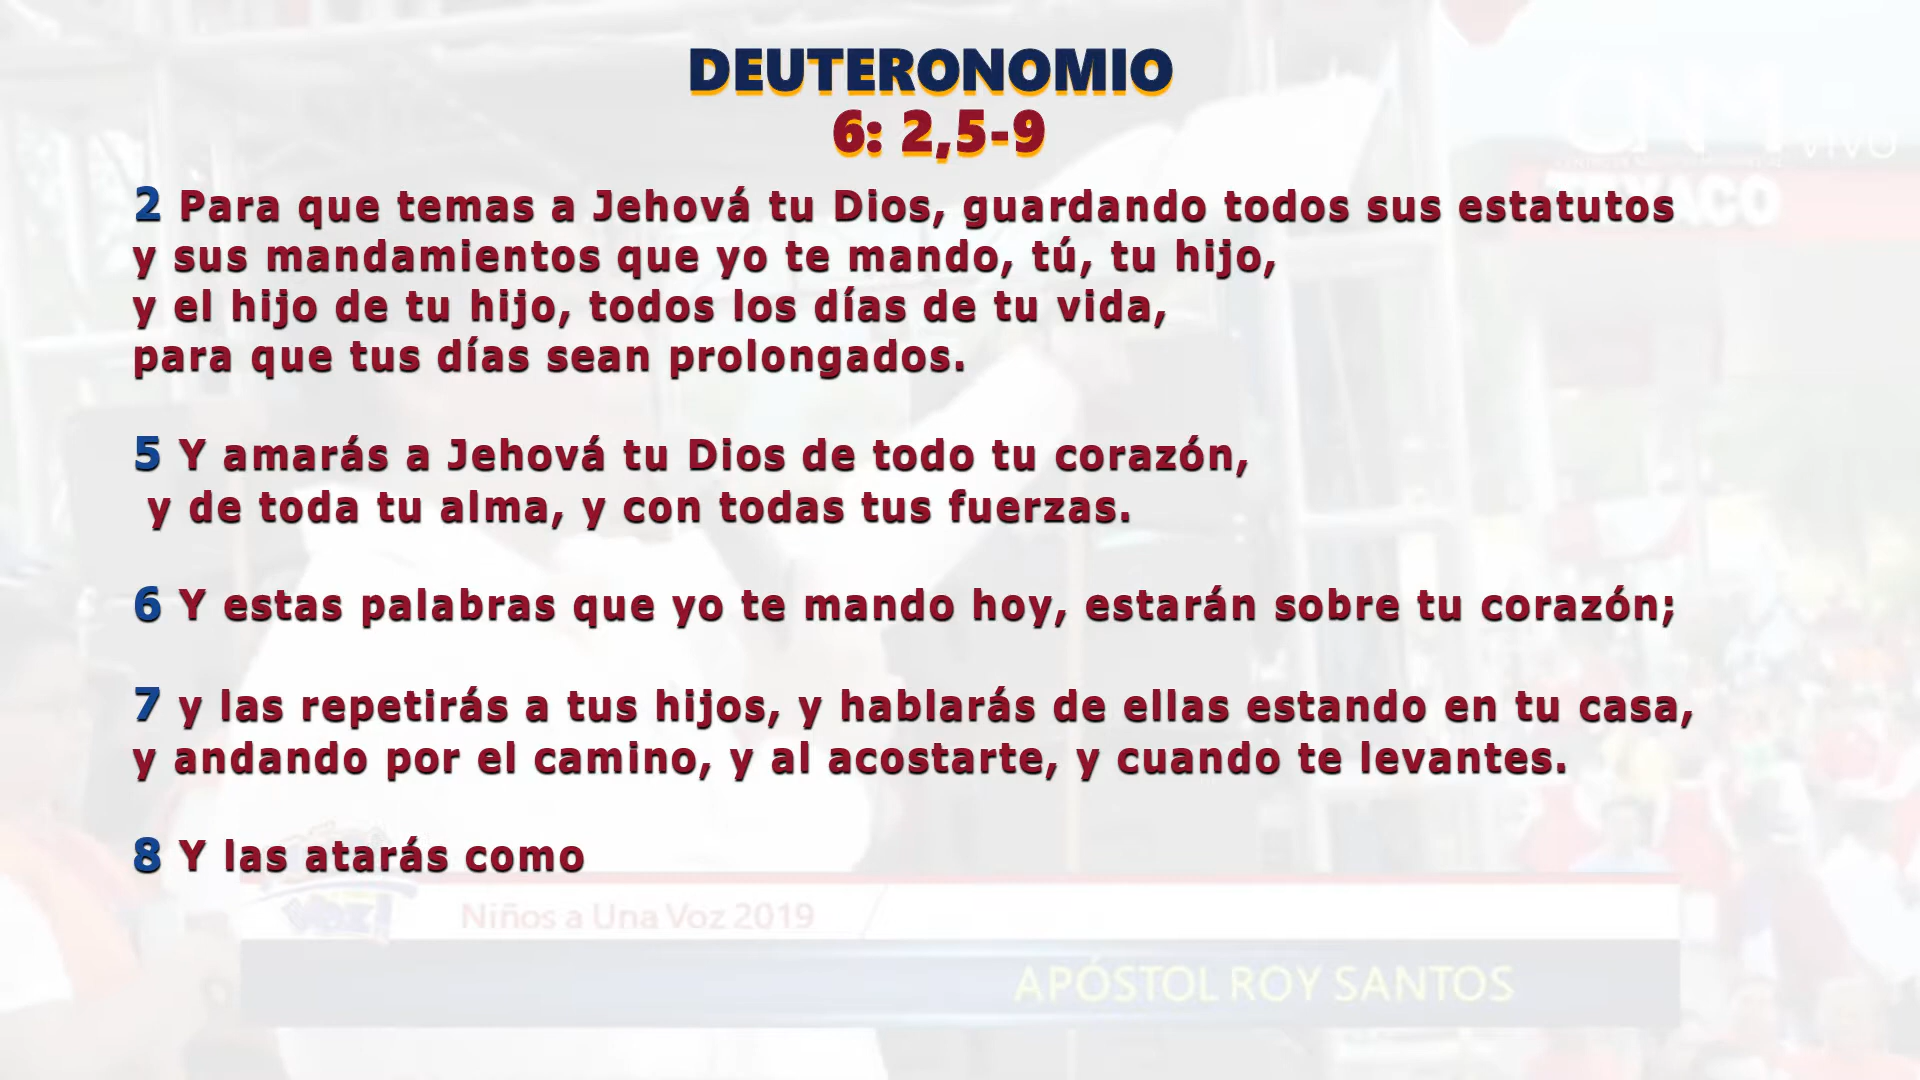 DEUTERONOMIO
6: 2,5-9
VIVO
TEXACO
2 Para que temas a Jehová tu Dios, guardando todos sus estatutos
y sus mandamientos que yo te mando, tú, tu hijo,
y el hijo de tu hijo, todos los días de tu vida,
para que tus días sean prolongados.
5 Y amarás a Jehová tu Dios de todo tu corazón,
y de toda tu alma, y con todas tus fuerzas.
6 Y estas palabras que yo te mando hoy, estarán sobre tu corazón;
7 y las repetirás a tus hijos, y hablarás de ellas estando en tu casa,
y andando por el camino, y al acostarte, y cuando te levantes.
8 Y las atarás como
VOZ!
Niños a Una Voz 2019
APÓSTOL ROY SANTOS